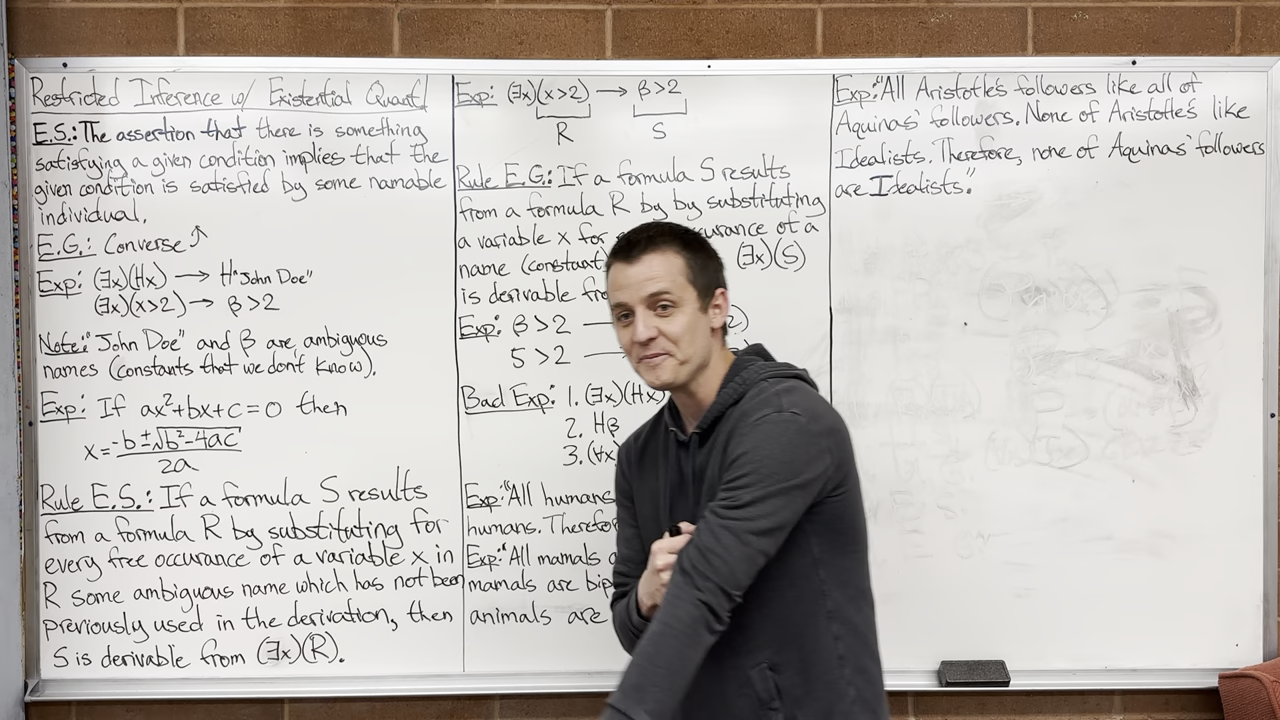 Restricted Inference w/ Existential Quant.
E.S.: The assertion that there is something
satisfying a given condition implies that the
given condition is satisfied by some namable
individual.
E.G.: Converse ↑
Exp: (∃x)(Hx) → H"John Doe"
(∃x)(x>2) → β>2
Note: "John Doe" and β are ambiguous
names (constants that we don't know).
Exp: If ax²+bx+c=0 then
x = -b±√b²-4ac
2a
Rule E.S.: If a formula S results
from a formula R by substituting for
every free occurance of a variable x in
R some ambiguous name which has not been
previously used in the derivation, then
S is derivable from (∃x)(R).
Exp: (∃x)(x>2) → β>2
R S
Rule E.G.: If a formula S results
from a formula R by by substituting
a variable x for of a
name (constant) (∃x)(S)
is derivable
Exp: β>2 —
5>2 —
Bad Exp: 1. (∃x)(Hx)
2. Hβ
3. (∀x)
Exp: "All humans
humans.
Exp: "All mamals
mamals are
animals are
Exp: "All Aristotle's followers like all of
Aquinas' followers. None of Aristotle's like
Idealists. Therefore, none of Aquinas' followers
are Idealists."